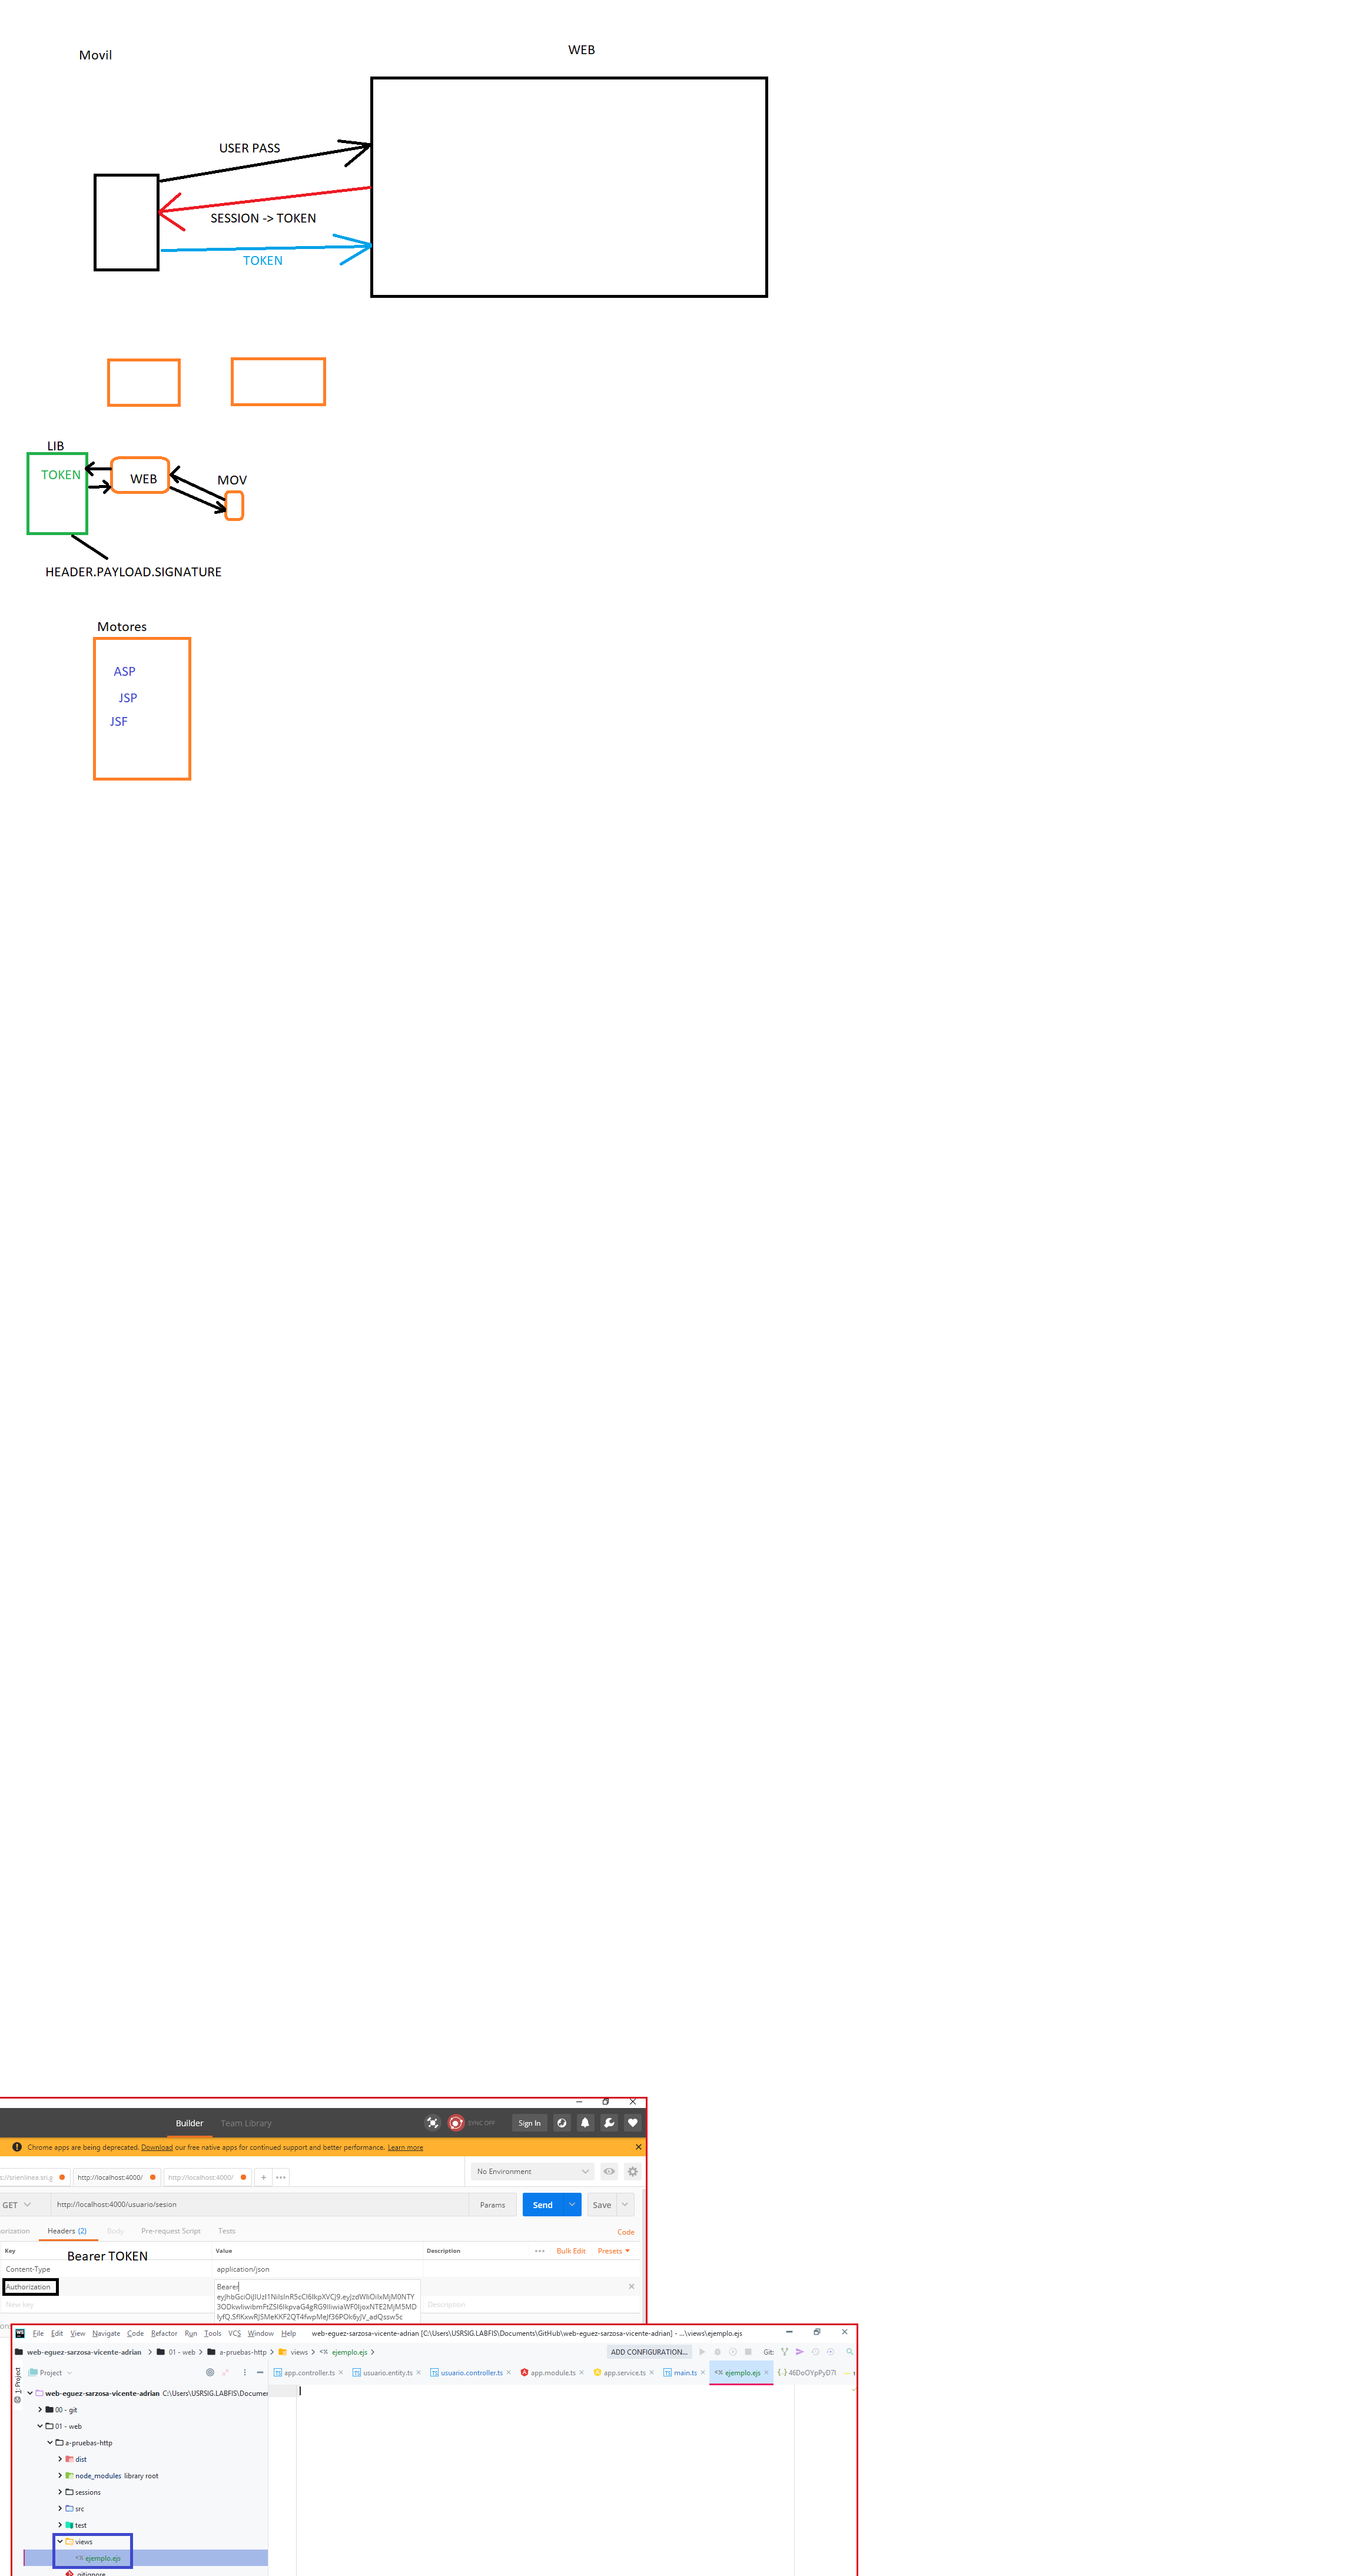 Movil
WEB
USER PASS
SESSION -> TOKEN
TOKEN
LIB
TOKEN
WEB
MOV
HEADER.PAYLOAD.SIGNATURE
Motores
ASP
JSP
JSF
Builder
Team Library
SYNC OFF
Sign In
Chrome apps are being deprecated. Download our free native apps for continued support and better performance. Learn more
http://localhost:4000/
http://localhost:4000/
No Environment
GET
http://localhost:4000/usuario/sesion
Params
Send
Save
Headers (2)
Body
Pre-request Script
Tests
Code
Key
Value
Description
Bulk Edit
Presets
Bearer TOKEN
Content-Type
application/json
Authorization
Bearer
New key
Description
File Edit View Navigate Code Refactor Run Tools VCS Window Help
web-eguez-sarzosa-vicente-adrian [C:\Users\USRSIG.LABFIS\Documents\GitHub\web-eguez-sarzosa-vicente-adrian] - ...\views\ejemplo.ejs
web-eguez-sarzosa-vicente-adrian
01 - web
a-pruebas-http
views
ejemplo.ejs
ADD CONFIGURATION...
Git:
1: Project
Project
app.controller.ts
usuario.entity.ts
usuario.controller.ts
app.module.ts
app.service.ts
main.ts
ejemplo.ejs
web-eguez-sarzosa-vicente-adrian C:\Users\USRSIG.LABFIS\Documen
00 - git
01 - web
a-pruebas-http
dist
node_modules library root
sessions
src
test
views
ejemplo.ejs
.gitignore